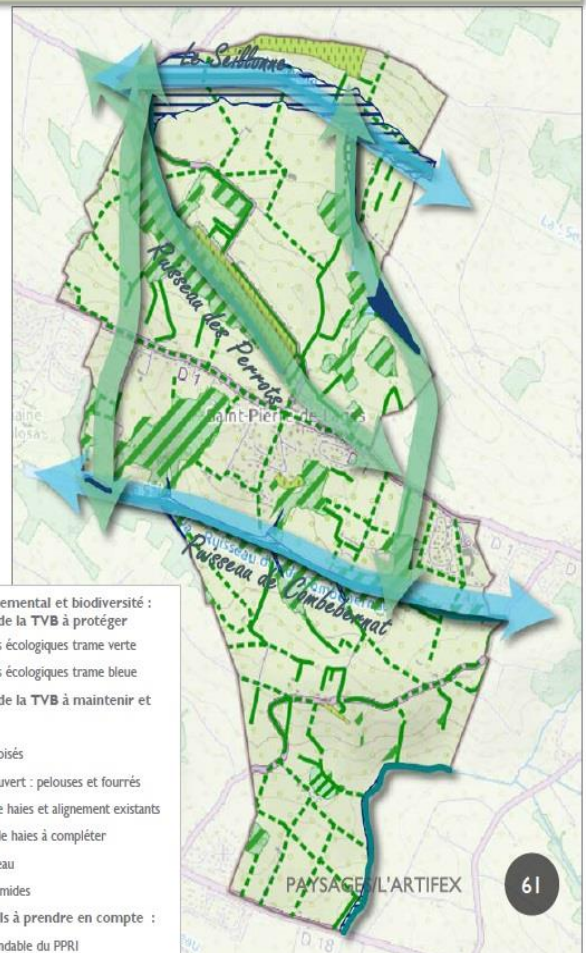 La Seillonne
Ruisseau des Perrots
D 1
Saint-Pierre-de-Lages
D 1
Ruisseau de Combebernat
emental et biodiversité :
de la TVB à protéger
s écologiques trame verte
s écologiques trame bleue
de la TVB à maintenir et
oisés
uvert : pelouses et fourrés
e haies et alignement existants
de haies à compléter
eau
mides
ls à prendre en compte :
ndable du PPRI
PAYSAGES/L'ARTIFEX
61
D 18